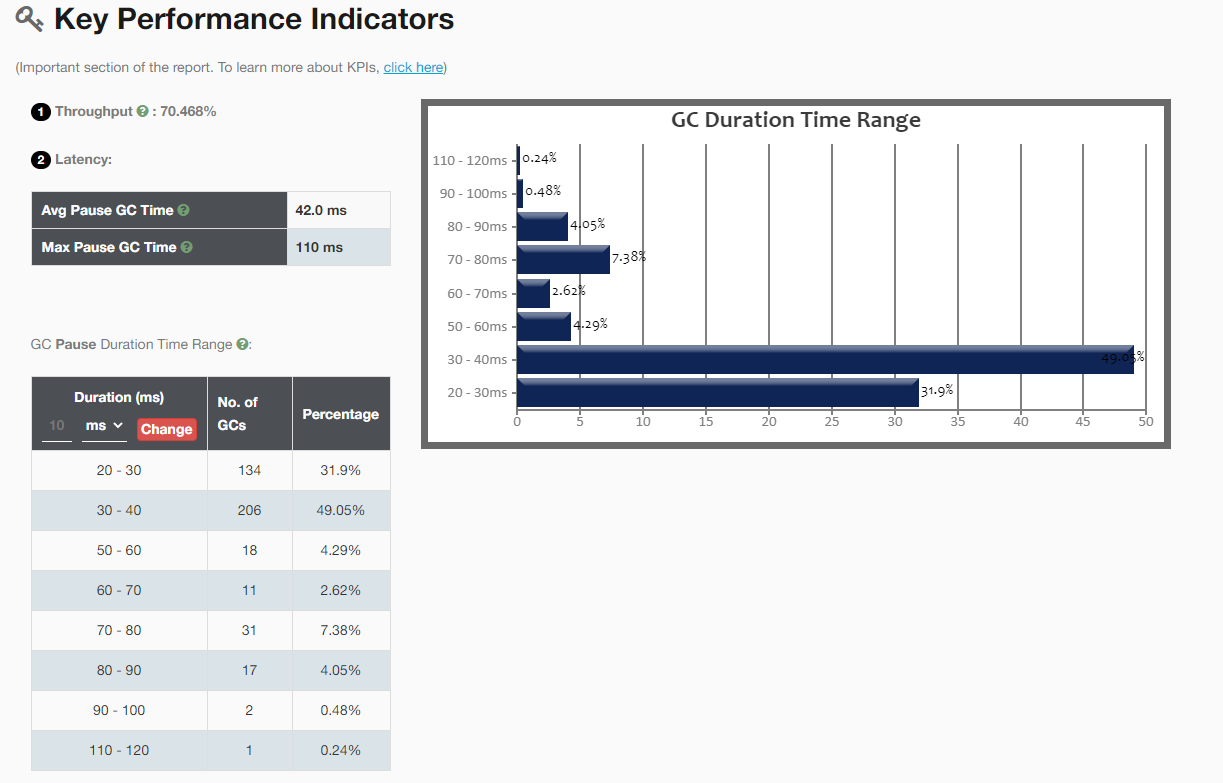 Key Performance Indicators
(Important section of the report. To learn more about KPIs, click here)
1 Throughput ? : 70.468%
2 Latency:
Avg Pause GC Time ? 42.0 ms
Max Pause GC Time ? 110 ms
GC Pause Duration Time Range ?:
Duration (ms)
10 ms Change
No. of
GCs
Percentage
20 - 30 134 31.9%
30 - 40 206 49.05%
50 - 60 18 4.29%
60 - 70 11 2.62%
70 - 80 31 7.38%
80 - 90 17 4.05%
90 - 100 2 0.48%
110 - 120 1 0.24%
GC Duration Time Range
110 - 120ms 0.24%
90 - 100ms 0.48%
80 - 90ms 4.05%
70 - 80ms 7.38%
60 - 70ms 2.62%
50 - 60ms 4.29%
30 - 40ms 49.05%
20 - 30ms 31.9%
0 5 10 15 20 25 30 35 40 45 50